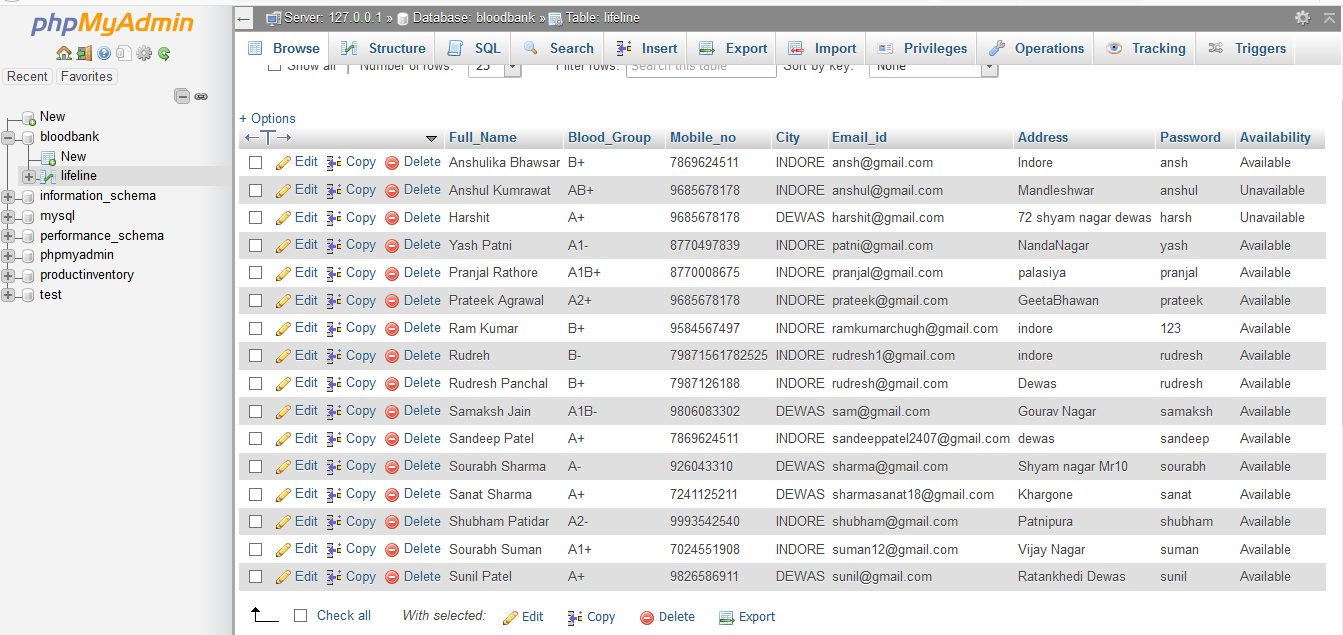 phpMyAdmin
Recent Favorites
New
bloodbank
New
lifeline
information_schema
mysql
performance_schema
phpmyadmin
productinventory
test
Server: 127.0.0.1 » Database: bloodbank » Table: lifeline
Browse Structure SQL Search Insert Export Import Privileges Operations Tracking Triggers
Show all | Number of rows: 25 Filter rows: Search this table Sort by key: None
+ Options
←T→ Full_Name Blood_Group Mobile_no City Email_id Address Password Availability
Edit Copy Delete Anshulika Bhawsar B+ 7869624511 INDORE ansh@gmail.com Indore ansh Available
Edit Copy Delete Anshul Kumrawat AB+ 9685678178 INDORE anshul@gmail.com Mandleshwar anshul Unavailable
Edit Copy Delete Harshit A+ 9685678178 DEWAS harshit@gmail.com 72 shyam nagar dewas harsh Unavailable
Edit Copy Delete Yash Patni A1- 8770497839 INDORE patni@gmail.com NandaNagar yash Available
Edit Copy Delete Pranjal Rathore A1B+ 8770008675 INDORE pranjal@gmail.com palasiya pranjal Available
Edit Copy Delete Prateek Agrawal A2+ 9685678178 INDORE prateek@gmail.com GeetaBhawan prateek Available
Edit Copy Delete Ram Kumar B+ 9584567497 INDORE ramkumarchugh@gmail.com indore 123 Available
Edit Copy Delete Rudreh B- 79871561782525 INDORE rudresh1@gmail.com indore rudresh Available
Edit Copy Delete Rudresh Panchal B+ 7987126188 INDORE rudresh@gmail.com Dewas rudresh Available
Edit Copy Delete Samaksh Jain A1B- 9806083302 DEWAS sam@gmail.com Gourav Nagar samaksh Available
Edit Copy Delete Sandeep Patel A+ 7869624511 INDORE sandeeppatel2407@gmail.com dewas sandeep Available
Edit Copy Delete Sourabh Sharma A- 926043310 DEWAS sharma@gmail.com Shyam nagar Mr10 sourabh Available
Edit Copy Delete Sanat Sharma A+ 7241125211 DEWAS sharmasanat18@gmail.com Khargone sanat Available
Edit Copy Delete Shubham Patidar A2- 9993542540 INDORE shubham@gmail.com Patnipura shubham Available
Edit Copy Delete Sourabh Suman A1+ 7024551908 INDORE suman12@gmail.com Vijay Nagar suman Available
Edit Copy Delete Sunil Patel A+ 9826586911 DEWAS sunil@gmail.com Ratankhedi Dewas sunil Available
Check all With selected: Edit Copy Delete Export